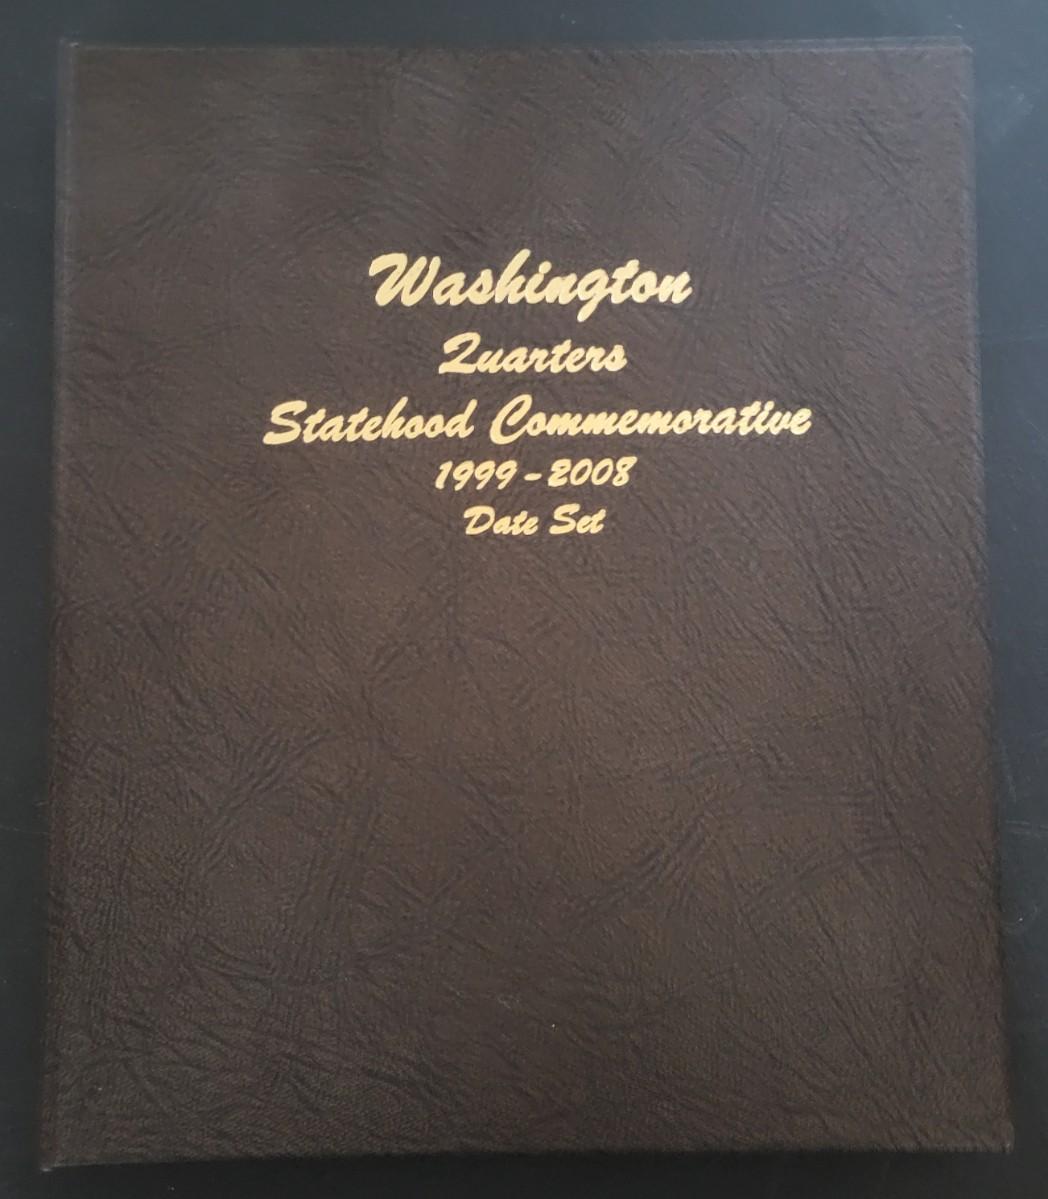 Washington
Quarters
Statehood Commemorative
1999-2008
Date Set